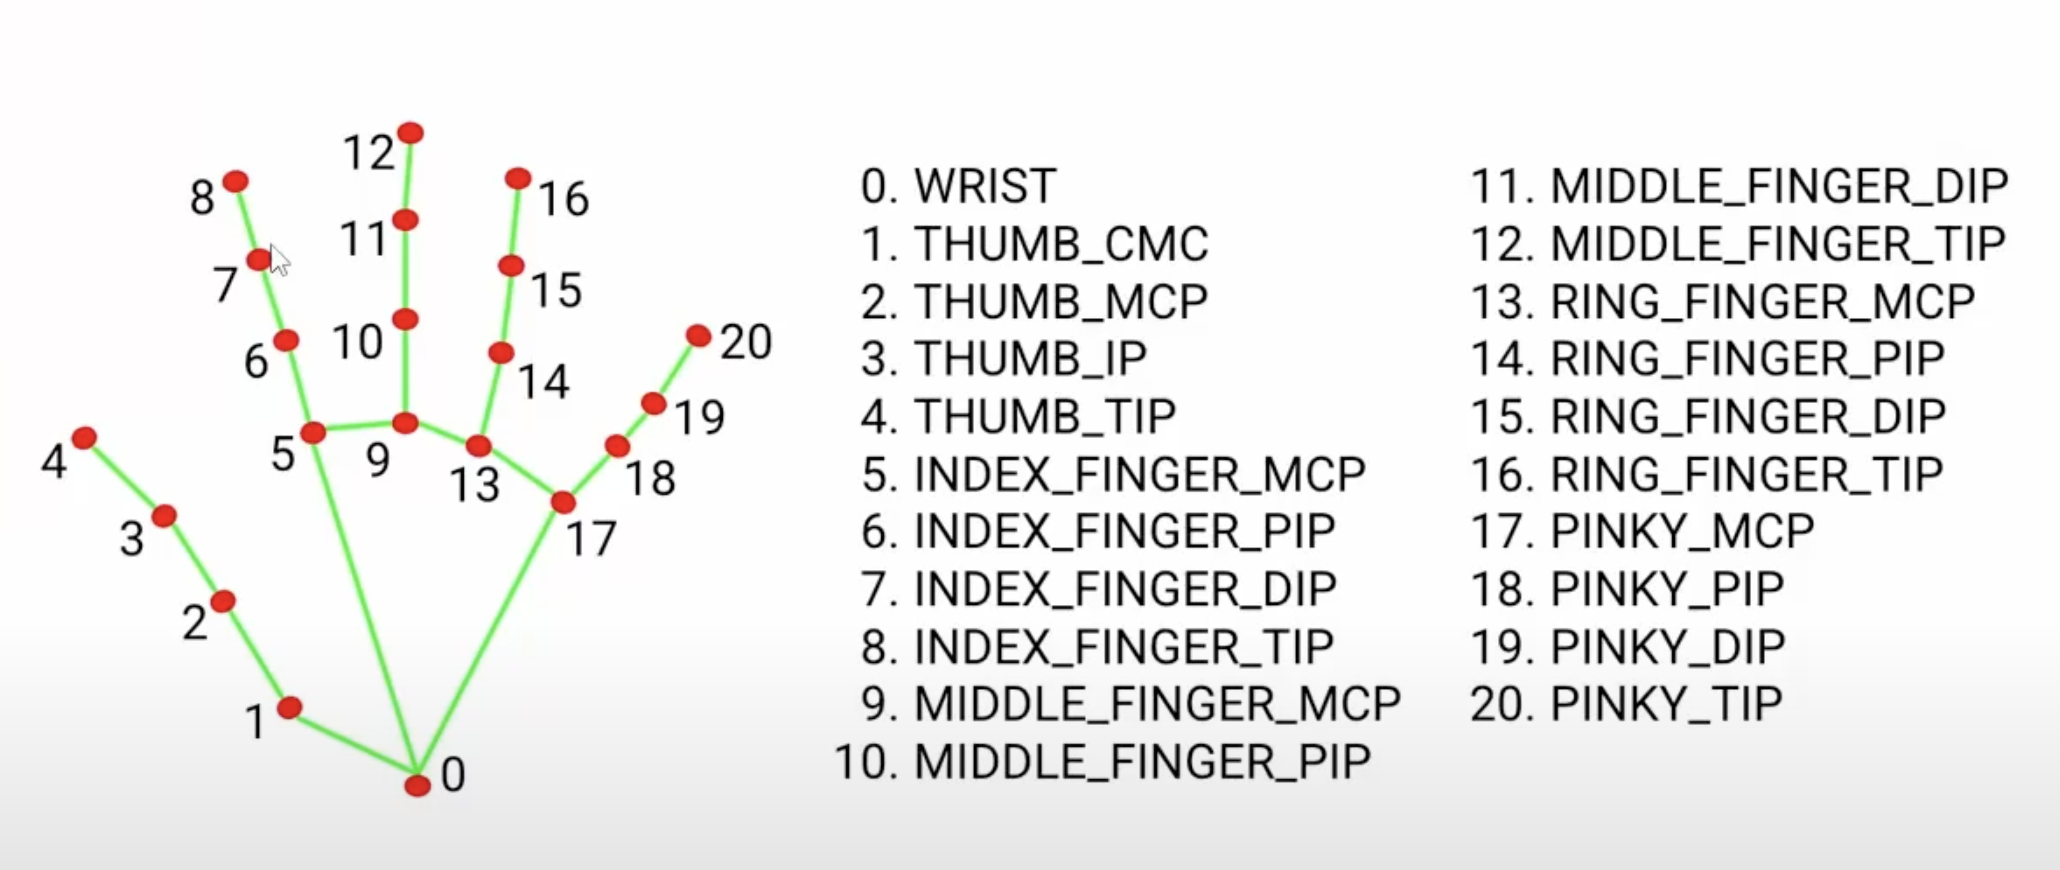 12
8
16
11
7
15
10
20
6
14
19
5
9
4
13
18
3
17
2
1
0
0. WRIST
1. THUMB_CMC
2. THUMB_MCP
3. THUMB_IP
4. THUMB_TIP
5. INDEX_FINGER_MCP
6. INDEX_FINGER_PIP
7. INDEX_FINGER_DIP
8. INDEX_FINGER_TIP
9. MIDDLE_FINGER_MCP
10. MIDDLE_FINGER_PIP
11. MIDDLE_FINGER_DIP
12. MIDDLE_FINGER_TIP
13. RING_FINGER_MCP
14. RING_FINGER_PIP
15. RING_FINGER_DIP
16. RING_FINGER_TIP
17. PINKY_MCP
18. PINKY_PIP
19. PINKY_DIP
20. PINKY_TIP